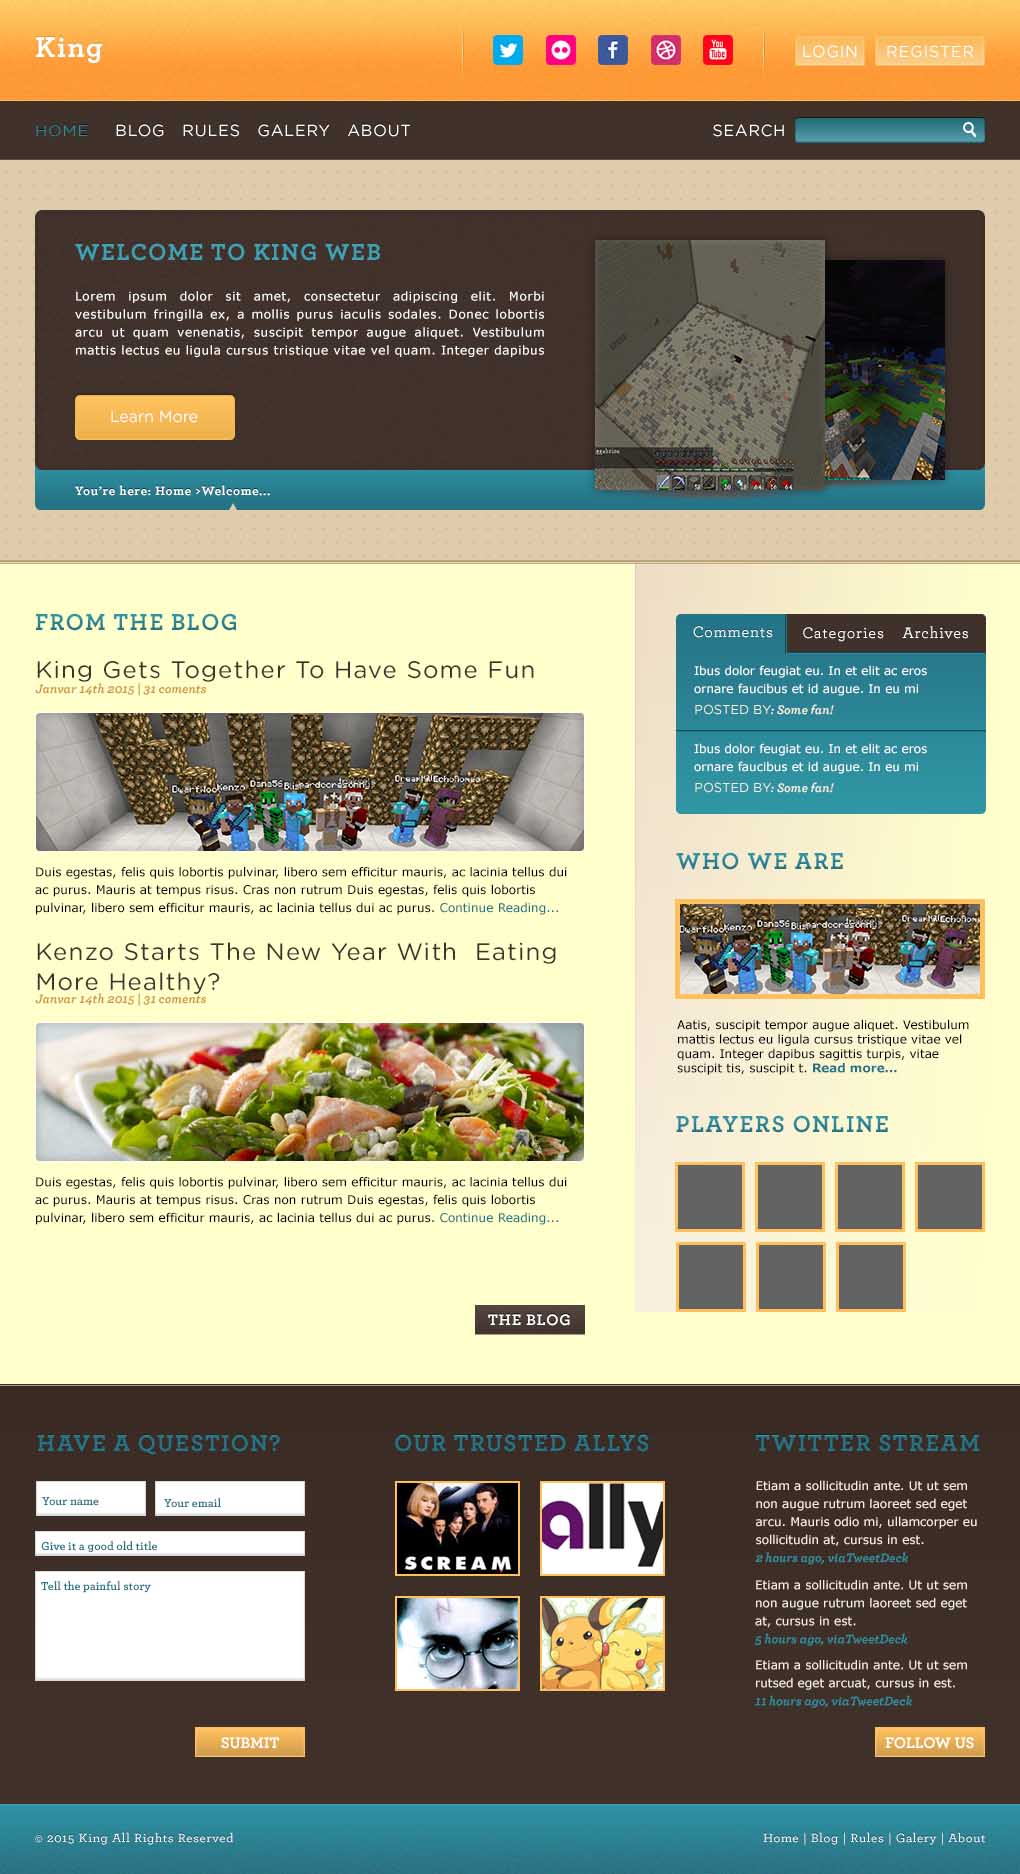 King
You
Tube
LOGIN
REGISTER
HOME
BLOG
RULES
GALERY
ABOUT
SEARCH
WELCOME TO KING WEB
Lorem ipsum dolor sit amet, consectetur adipiscing elit. Morbi
vestibulum fringilla ex, a mollis purus iaculis sodales. Donec lobortis
arcu ut quam venenatis, suscipit tempor augue aliquet. Vestibulum
mattis lectus eu ligula cursus tristique vitae vel quam. Integer dapibus
Learn More
You're here: Home >Welcome...
FROM THE BLOG
King Gets Together To Have Some Fun
Janvar 14th 2015 | 31 coments
Kenzo
Dana56
Duis egestas, felis quis lobortis pulvinar, libero sem efficitur mauris, ac lacinia tellus dui
ac purus. Mauris at tempus risus. Cras non rutrum Duis egestas, felis quis lobortis
pulvinar, libero sem efficitur mauris, ac lacinia tellus dui ac purus. Continue Reading...
Kenzo Starts The New Year With Eating
More Healthy?
Janvar 14th 2015 | 31 coments
Duis egestas, felis quis lobortis pulvinar, libero sem efficitur mauris, ac lacinia tellus dui
ac purus. Mauris at tempus risus. Cras non rutrum Duis egestas, felis quis lobortis
pulvinar, libero sem efficitur mauris, ac lacinia tellus dui ac purus. Continue Reading...
THE BLOG
Comments
Categories
Archives
Ibus dolor feugiat eu. In et elit ac eros
ornare faucibus et id augue. In eu mi
POSTED BY: Some fan!
Ibus dolor feugiat eu. In et elit ac eros
ornare faucibus et id augue. In eu mi
POSTED BY: Some fan!
WHO WE ARE
Kenzo
Dana56
Aatis, suscipit tempor augue aliquet. Vestibulum
mattis lectus eu ligula cursus tristique vitae vel
quam. Integer dapibus sagittis turpis, vitae
suscipit tis, suscipit t. Read more...
PLAYERS ONLINE
HAVE A QUESTION?
Your name
Your email
Give it a good old title
Tell the painful story
SUBMIT
OUR TRUSTED ALLYS
SCREAM
ally
TWITTER STREAM
Etiam a sollicitudin ante. Ut ut sem
non augue rutrum laoreet sed eget
arcu. Mauris odio mi, ullamcorper eu
sollicitudin at, cursus in est.
2 hours ago, viaTweetDeck
Etiam a sollicitudin ante. Ut ut sem
non augue rutrum laoreet sed eget
at, cursus in est.
5 hours ago, viaTweetDeck
Etiam a sollicitudin ante. Ut ut sem
rutsed eget arcuat, cursus in est.
11 hours ago, viaTweetDeck
FOLLOW US
© 2015 King All Rights Reserved
Home | Blog | Rules | Galery | About